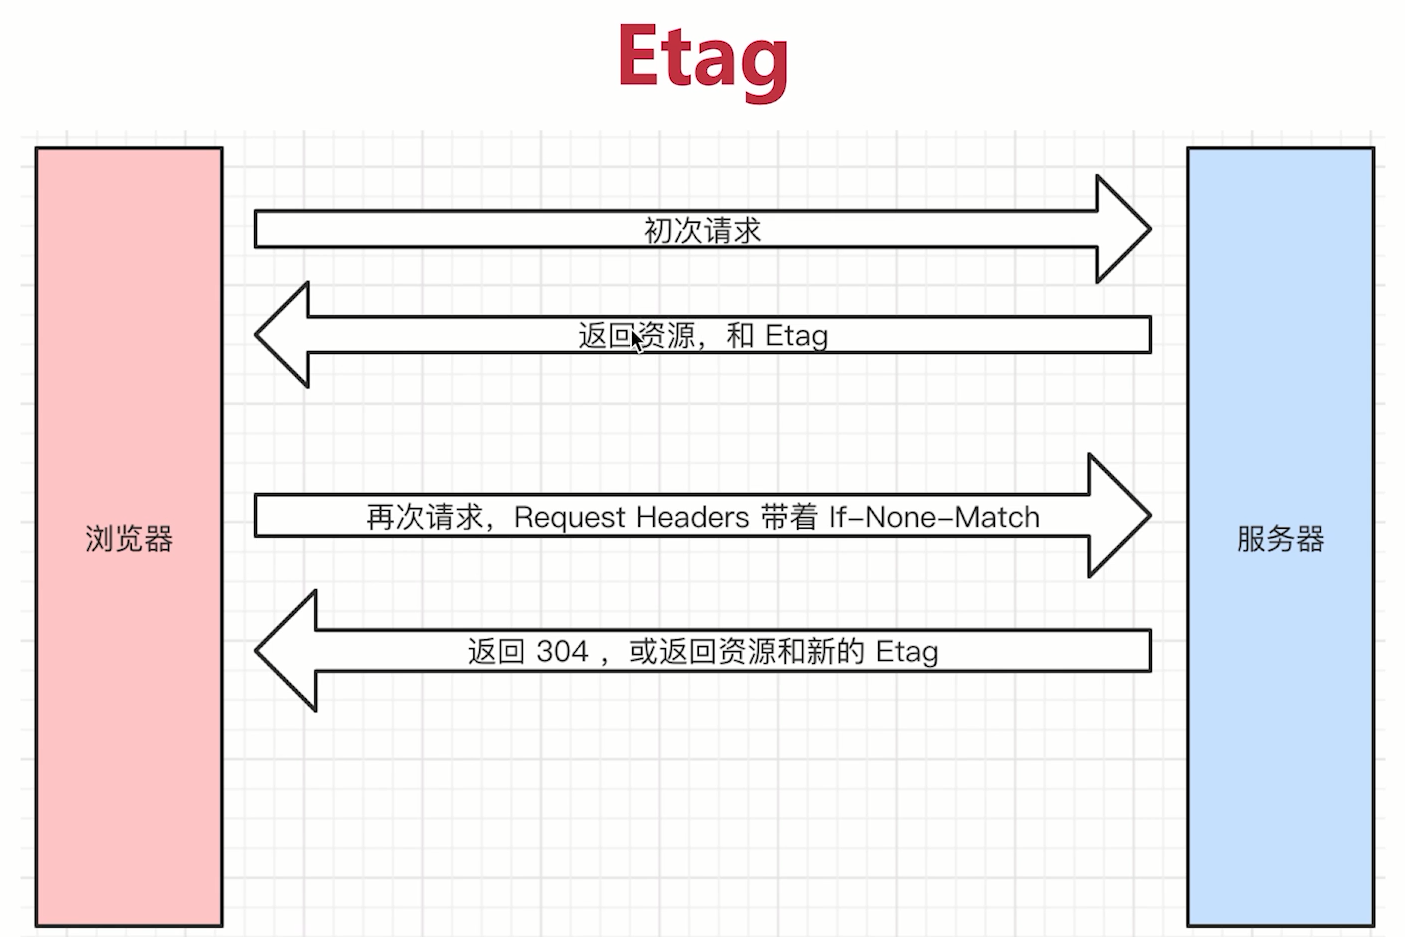 Etag
初次请求
返回资源，和 Etag
再次请求，Request Headers 带着 If-None-Match
浏览器
服务器
返回 304 ，或返回资源和新的 Etag